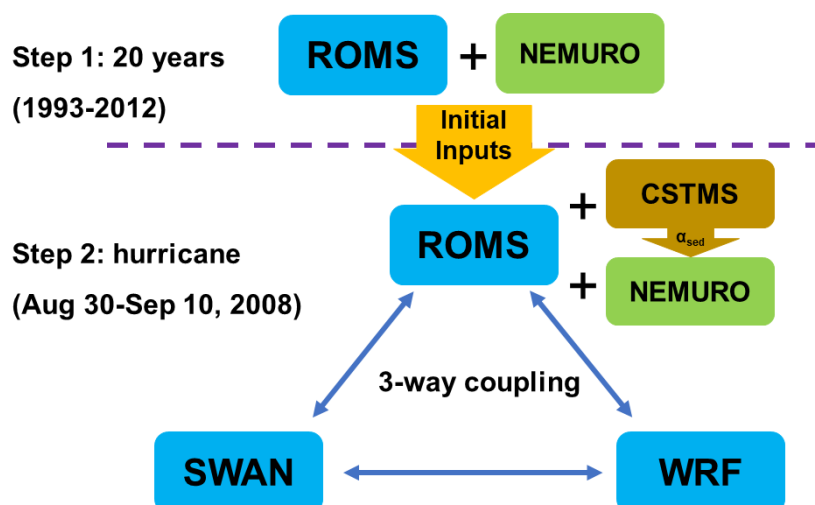 Step 1: 20 years
(1993-2012)
ROMS
+
NEMURO
Initial
Inputs
ROMS
+
CSTMS
αsed
+
NEMURO
Step 2: hurricane
(Aug 30-Sep 10, 2008)
3-way coupling
SWAN
WRF